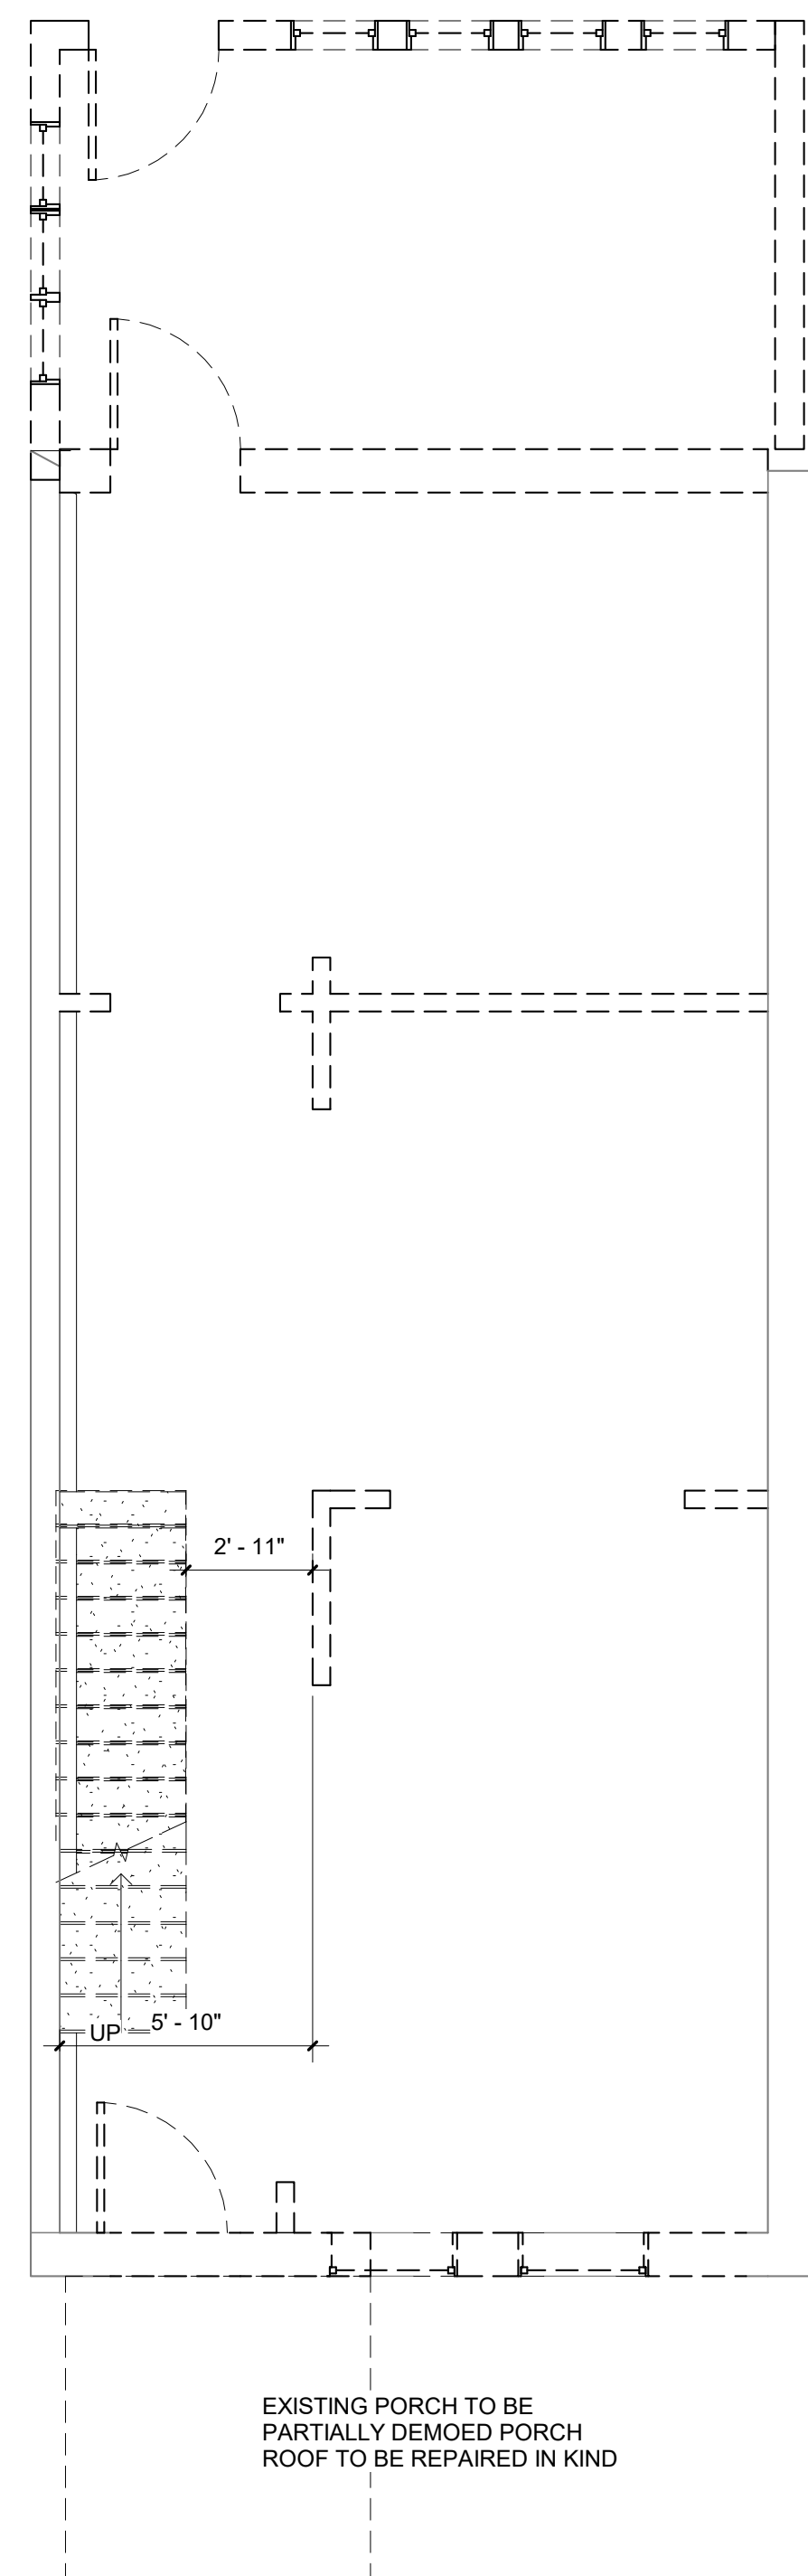 2' - 11"
5' - 10"
UP
EXISTING PORCH TO BE
PARTIALLY DEMOED PORCH
ROOF TO BE REPAIRED IN KIND